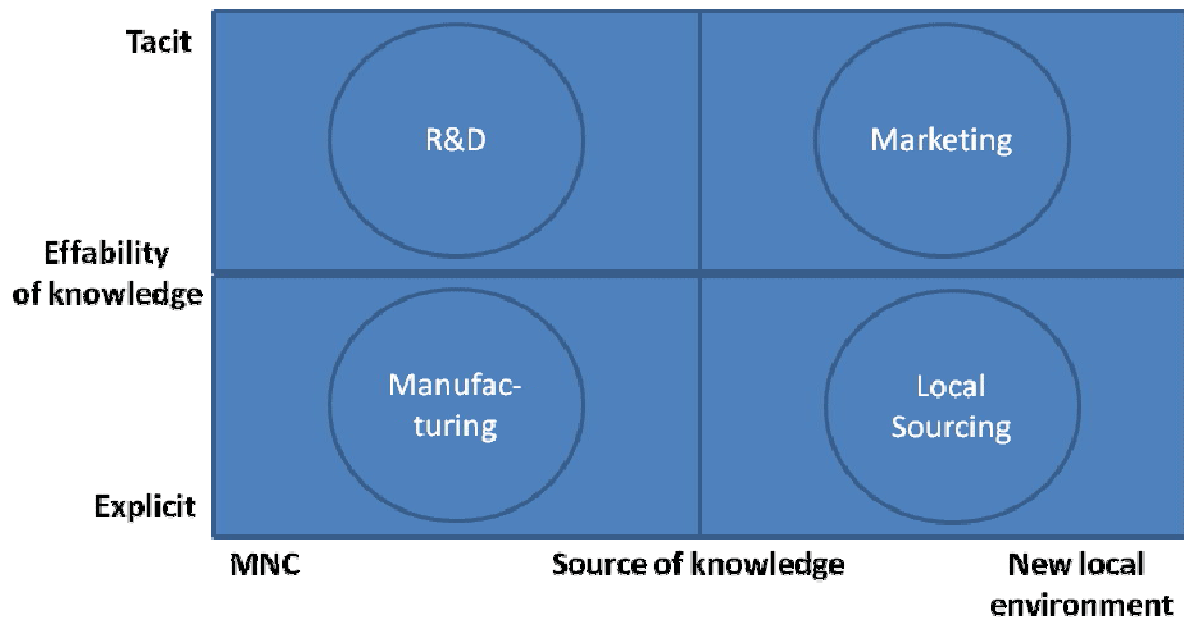 Tacit
R&D
Marketing
Effability
of knowledge
Manufac-
turing
Local
Sourcing
Explicit
MNC
Source of knowledge
New local
environment